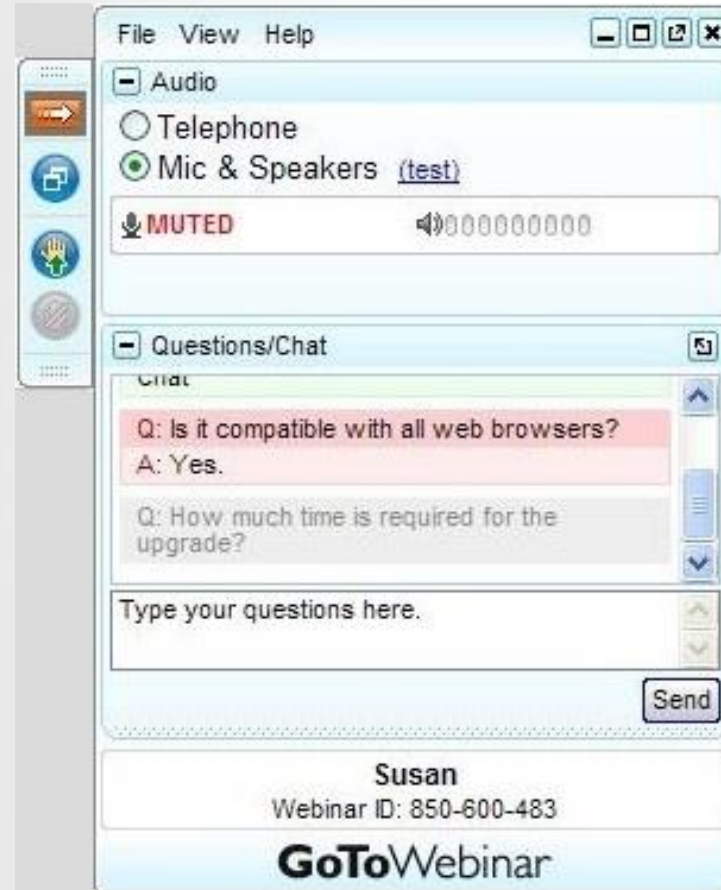 File View Help
Audio
Telephone
Mic & Speakers (test)
MUTED
Questions/Chat
Chat
Q: Is it compatible with all web browsers?
A: Yes.
Q: How much time is required for the
upgrade?
Type your questions here.
Send
Susan
Webinar ID: 850-600-483
GoToWebinar